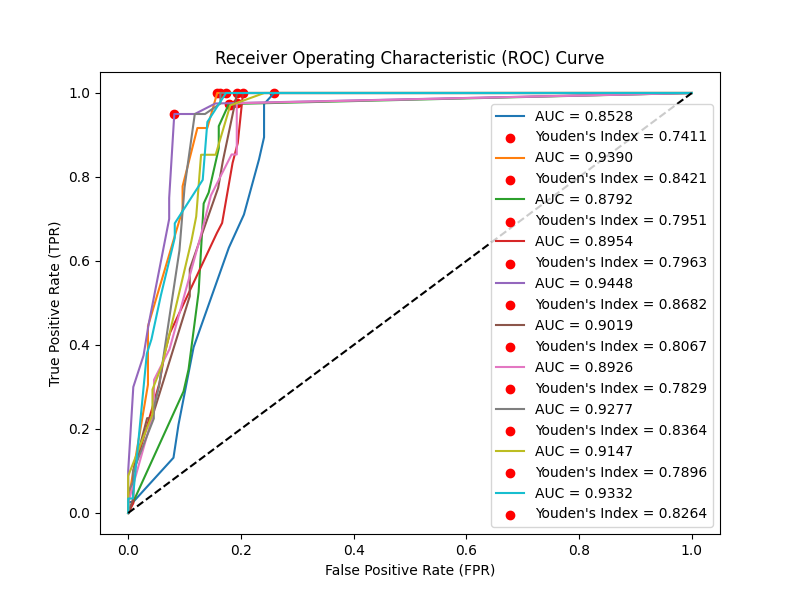 Receiver Operating Characteristic (ROC) Curve
True Positive Rate (TPR)
1.0
0.8
0.6
0.4
0.2
0.0
AUC = 0.8528
Youden's Index = 0.7411
AUC = 0.9390
Youden's Index = 0.8421
AUC = 0.8792
Youden's Index = 0.7951
AUC = 0.8954
Youden's Index = 0.7963
AUC = 0.9448
Youden's Index = 0.8682
AUC = 0.9019
Youden's Index = 0.8067
AUC = 0.8926
Youden's Index = 0.7829
AUC = 0.9277
Youden's Index = 0.8364
AUC = 0.9147
Youden's Index = 0.7896
AUC = 0.9332
Youden's Index = 0.8264
0.0 0.2 0.4 0.6 0.8 1.0
False Positive Rate (FPR)